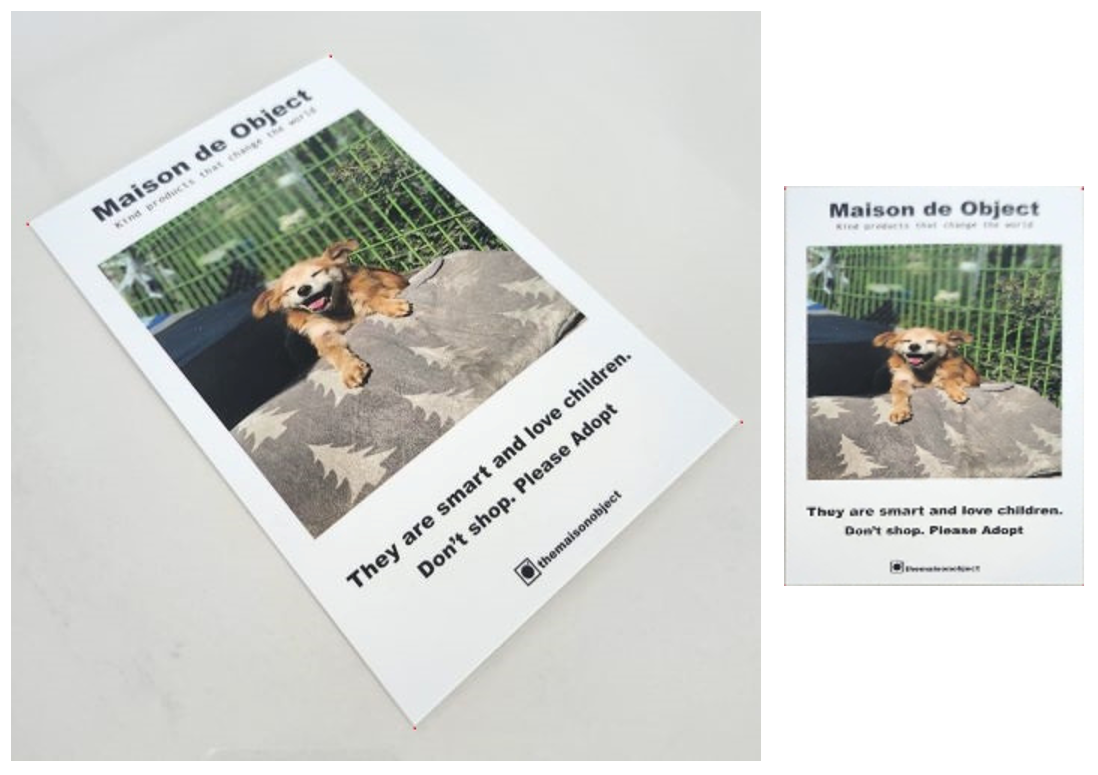 Maison de Object
Kind products that change the world
They are smart and love children.
Don't shop. Please Adopt
themaisonobject
Maison de Object
Kind products that change the world
They are smart and love children.
Don't shop. Please Adopt
themaisonobject